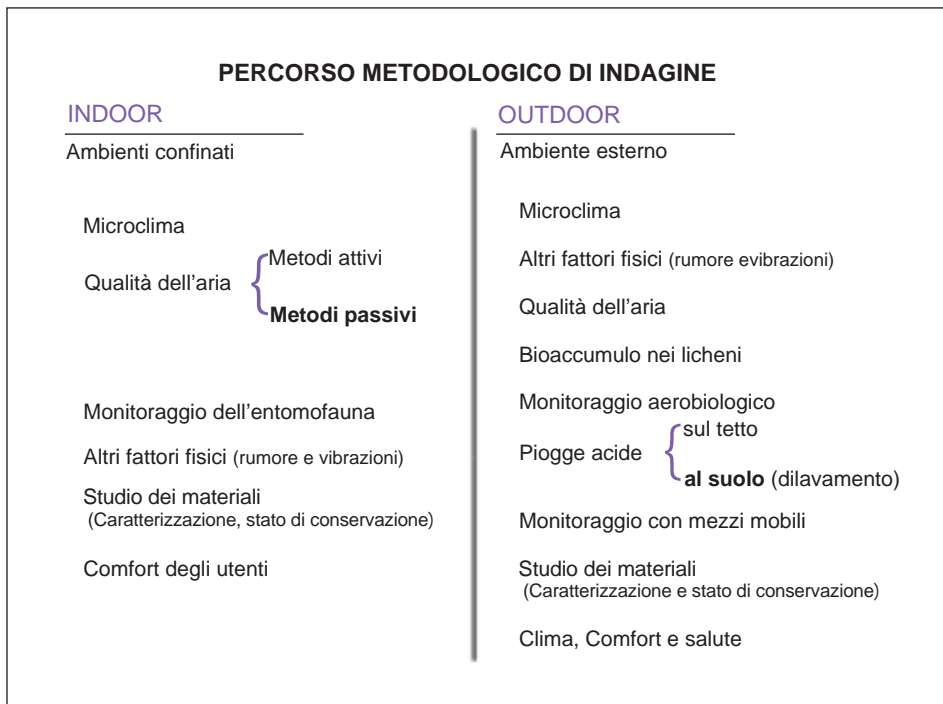 PERCORSO METODOLOGICO DI INDAGINE
INDOOR
Ambienti confinati
Microclima
Qualità dell'aria
Metodi attivi
Metodi passivi
Monitoraggio dell'entomofauna
Altri fattori fisici (rumore e vibrazioni)
Studio dei materiali
(Caratterizzazione, stato di conservazione)
Comfort degli utenti
OUTDOOR
Ambiente esterno
Microclima
Altri fattori fisici (rumore evibrazioni)
Qualità dell'aria
Bioaccumulo nei licheni
Monitoraggio aerobiologico
Piogge acide
sul tetto
al suolo (dilavamento)
Monitoraggio con mezzi mobili
Studio dei materiali
(Caratterizzazione e stato di conservazione)
Clima, Comfort e salute